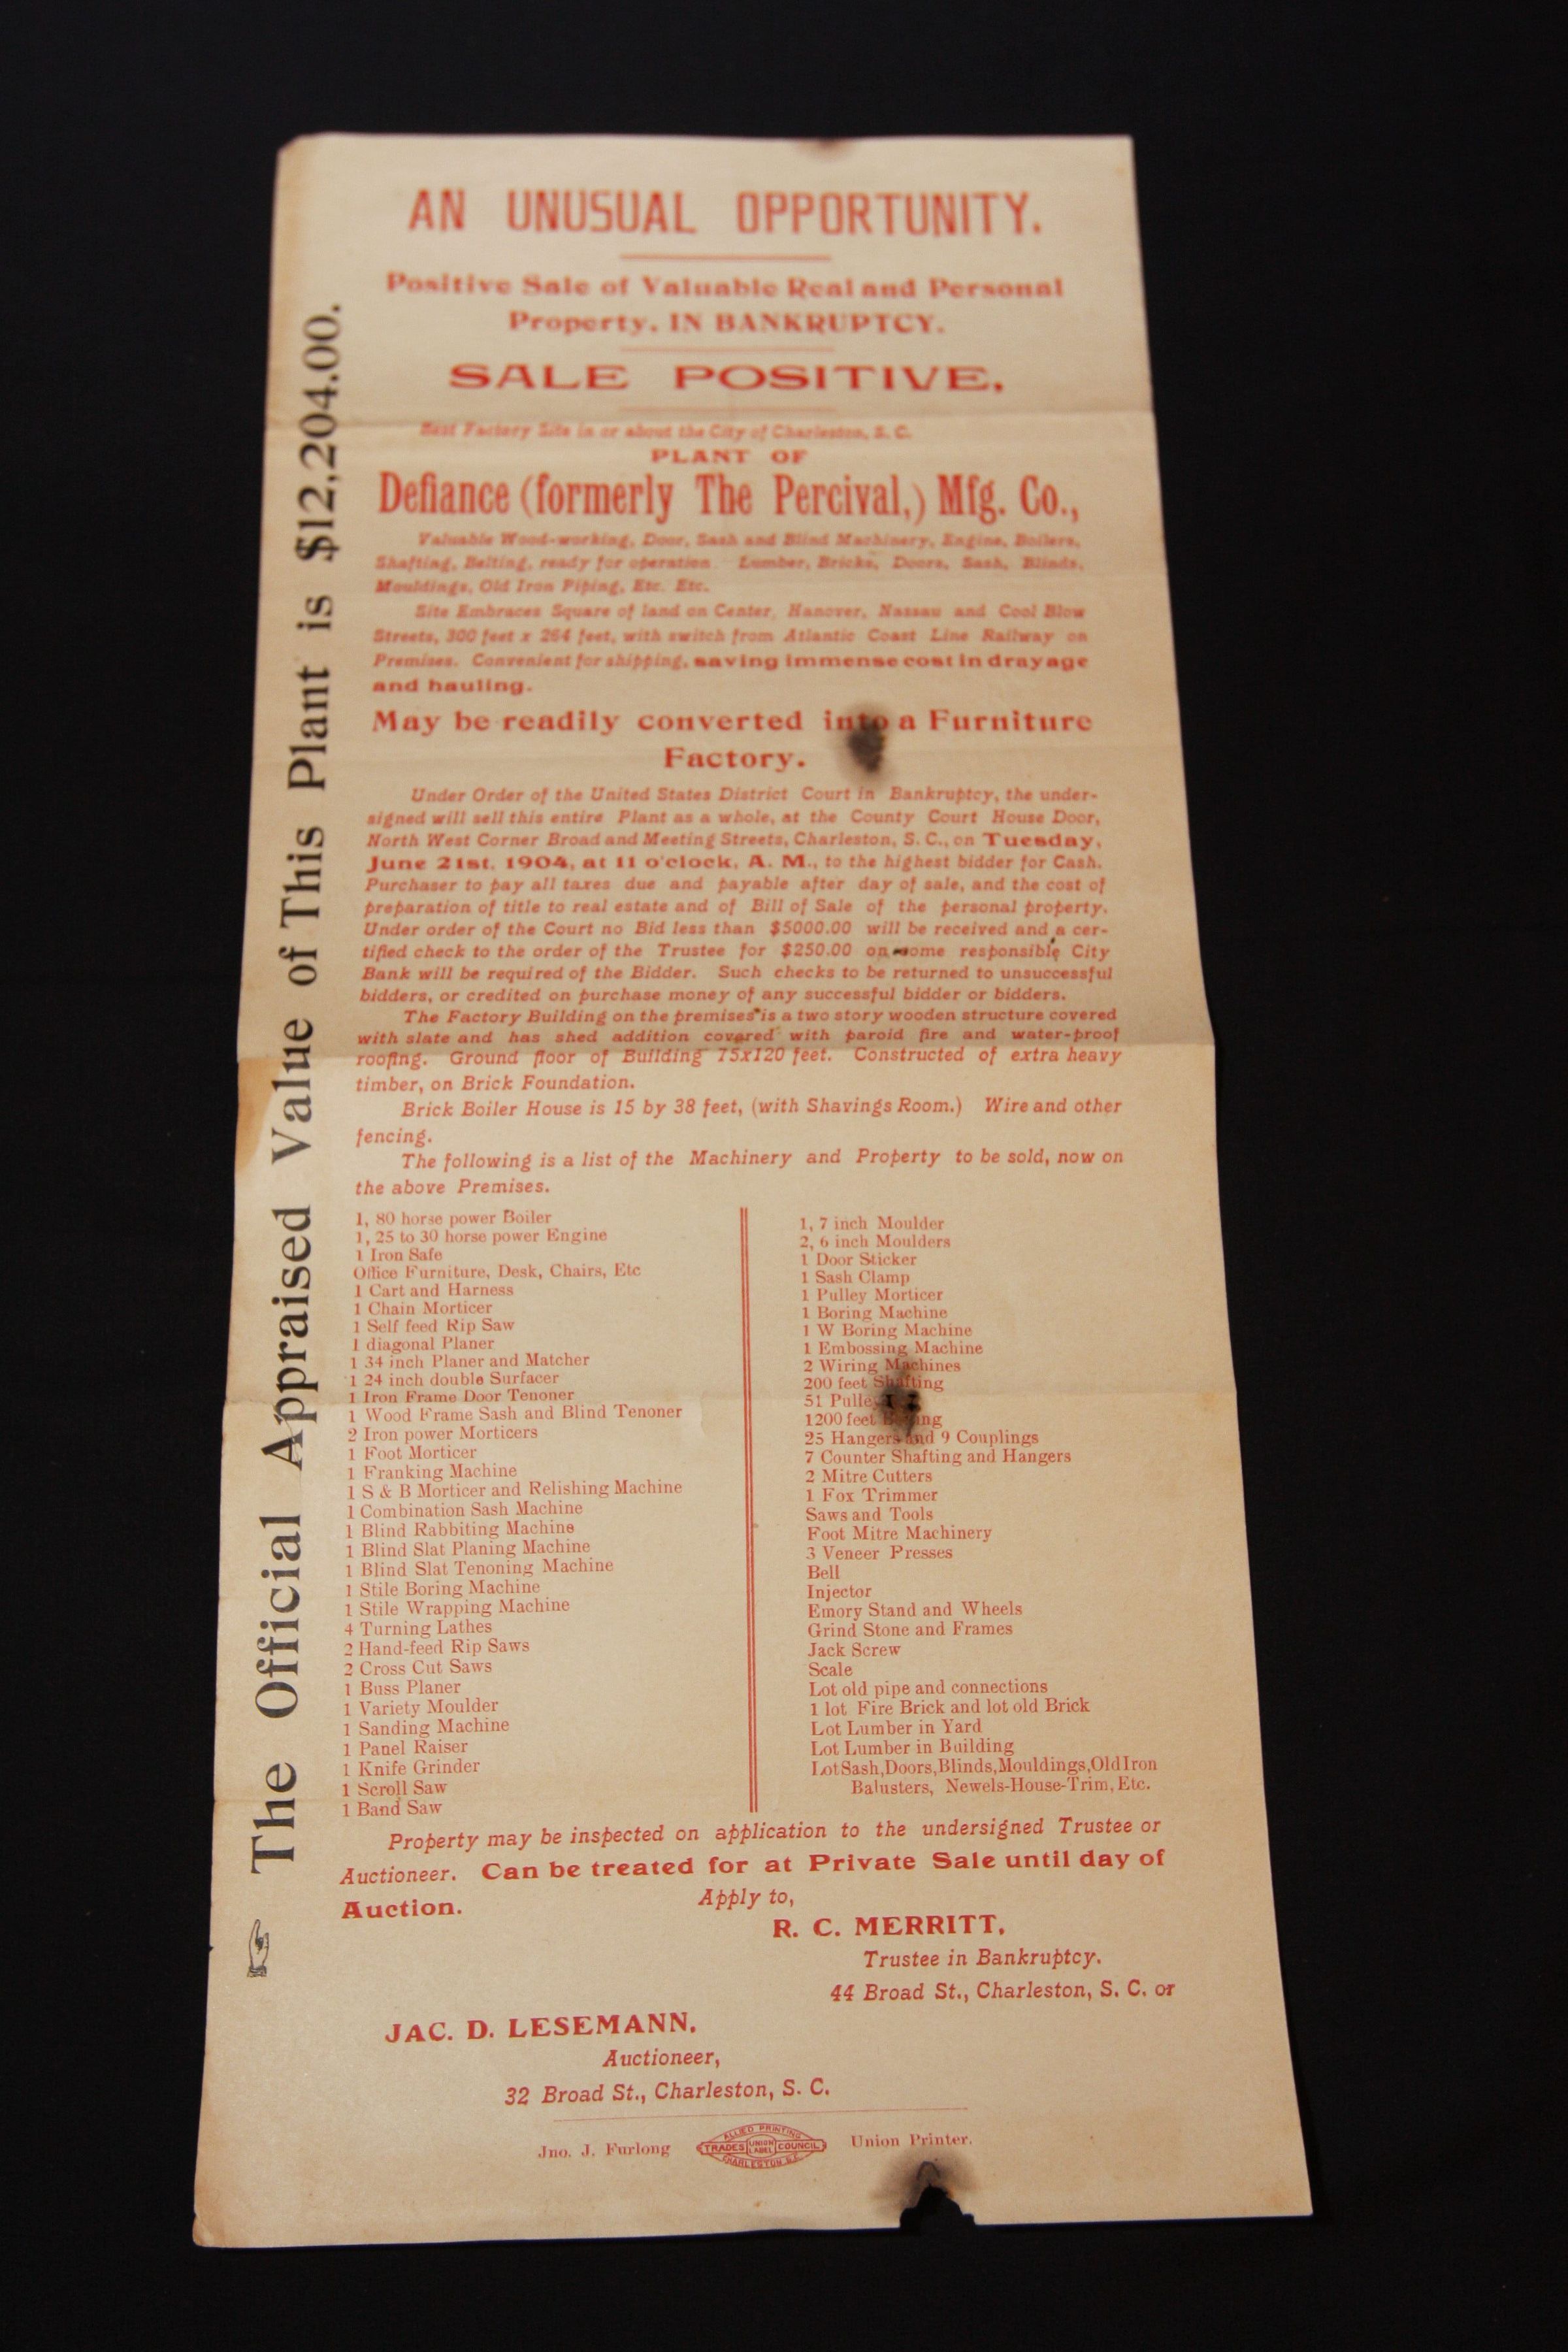 AN UNUSUAL OPPORTUNITY.
Positive Sale of Valuable Real and Personal
Property. IN BANKRUPTCY.
SALE POSITIVE.
Best Factory Site in or about the City of Charleston, S. C.
PLANT OF
Defiance (formerly The Percival,) Mfg. Co.,
Valuable Wood-working, Door, Sash and Blind Machinery, Engine, Boilers,
Shafting, Belting, ready for operation. Lumber, Bricks, Doors, Sash, Blinds,
Mouldings, Old Iron Piping, Etc. Etc.
Site Embraces Square of land on Center, Hanover, Nassau and Cool Blow
Streets, 300 feet x 264 feet, with switch from Atlantic Coast Line Railway on
Premises. Convenient for shipping, saving immense cost in drayage
and hauling.
May be readily converted into a Furniture
Factory.
Under Order of the United States District Court in Bankruptcy, the under-
signed will sell this entire Plant as a whole, at the County Court House Door,
North West Corner Broad and Meeting Streets, Charleston, S. C., on Tuesday,
June 21st, 1904, at 11 o'clock, A. M., to the highest bidder for Cash.
Purchaser to pay all taxes due and payable after day of sale, and the cost of
preparation of title to real estate and of Bill of Sale of the personal property.
Under order of the Court no Bid less than $5000.00 will be received and a cer-
tified check to the order of the Trustee for $250.00 on some responsible City
Bank will be required of the Bidder. Such checks to be returned to unsuccessful
bidders, or credited on purchase money of any successful bidder or bidders.
The Factory Building on the premises is a two story wooden structure covered
with slate and has shed addition covered with paroid fire and water-proof
roofing. Ground floor of Building 75x120 feet. Constructed of extra heavy
timber, on Brick Foundation.
Brick Boiler House is 15 by 38 feet, (with Shavings Room.) Wire and other
fencing.
The following is a list of the Machinery and Property to be sold, now on
the above Premises.
1, 80 horse power Boiler
1, 25 to 30 horse power Engine
1 Iron Safe
Office Furniture, Desk, Chairs, Etc
1 Cart and Harness
1 Chain Morticer
1 Self feed Rip Saw
1 diagonal Planer
1 34 inch Planer and Matcher
1 24 inch double Surfacer
1 Iron Frame Door Tenoner
1 Wood Frame Sash and Blind Tenoner
2 Iron power Morticers
1 Foot Morticer
1 Franking Machine
1 S & B Morticer and Relishing Machine
1 Combination Sash Machine
1 Blind Rabbiting Machine
1 Blind Slat Planing Machine
1 Blind Slat Tenoning Machine
1 Stile Boring Machine
1 Stile Wrapping Machine
4 Turning Lathes
2 Hand-feed Rip Saws
2 Cross Cut Saws
1 Buss Planer
1 Variety Moulder
1 Sanding Machine
1 Panel Raiser
1 Knife Grinder
1 Scroll Saw
1 Band Saw
1, 7 inch Moulder
2, 6 inch Moulders
1 Door Sticker
1 Sash Clamp
1 Pulley Morticer
1 Boring Machine
1 W Boring Machine
1 Embossing Machine
2 Wiring Machines
200 feet Shafting
51
1200 feet
25 Hangers and 9 Couplings
7 Counter Shafting and Hangers
2 Mitre Cutters
1 Fox Trimmer
Saws and Tools
Foot Mitre Machinery
3 Veneer Presses
Bell
Injector
Emory Stand and Wheels
Grind Stone and Frames
Jack Screw
Scale
Lot old pipe and connections
1 lot Fire Brick and lot old Brick
Lot Lumber in Yard
Lot Lumber in Building
Lot Sash, Doors, Blinds, Mouldings, Old Iron
Balusters, Newels-House-Trim, Etc.
Property may be inspected on application to the undersigned Trustee or
Auctioneer. Can be treated for at Private Sale until day of
Auction. Apply to,
R. C. MERRITT,
Trustee in Bankruptcy.
44 Broad St., Charleston, S. C. or
JAC. D. LESEMANN,
Auctioneer,
32 Broad St., Charleston, S. C.
Jno. J. Furlong
ALLIED PRINTING
TRADES UNION LABEL COUNCIL
CHARLESTON S.C.
Union Printer.
The Official Appraised Value of This Plant is $12,204.00.